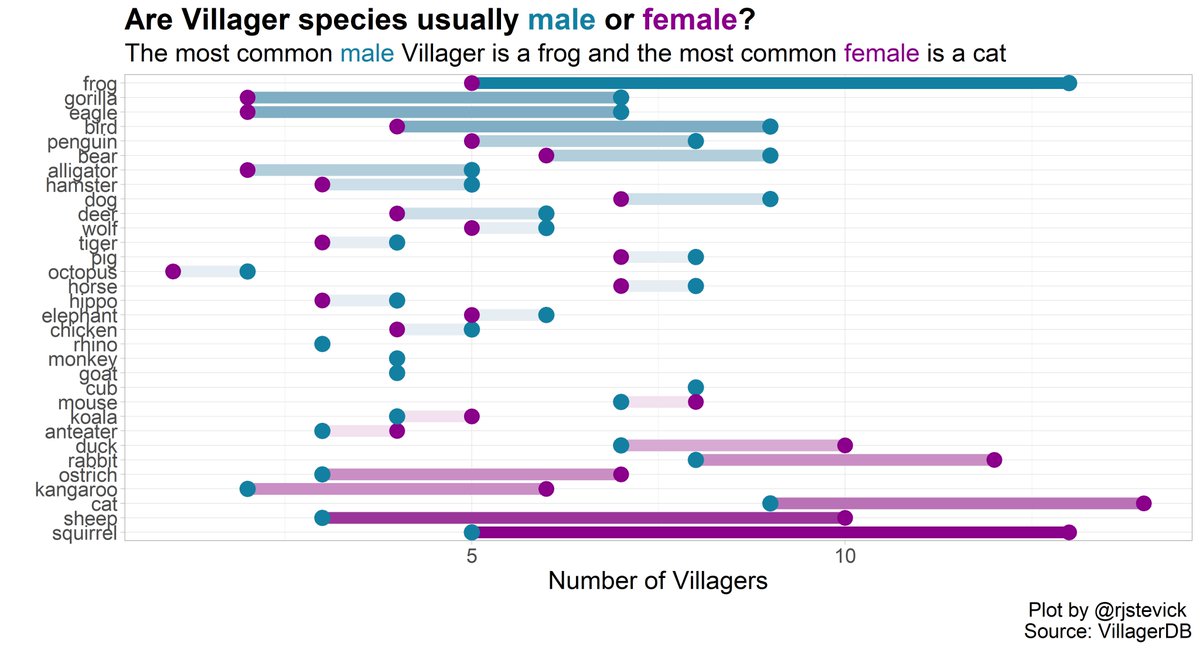 Are Villager species usually male or female?
The most common male Villager is a frog and the most common female is a cat
frog
gorilla
eagle
bird
penguin
bear
alligator
hamster
dog
deer
wolf
tiger
pig
octopus
horse
hippo
elephant
chicken
rhino
monkey
goat
cub
mouse
koala
anteater
duck
rabbit
ostrich
kangaroo
cat
sheep
squirrel
5 10
Number of Villagers
Plot by @rjstevick
Source: VillagerDB